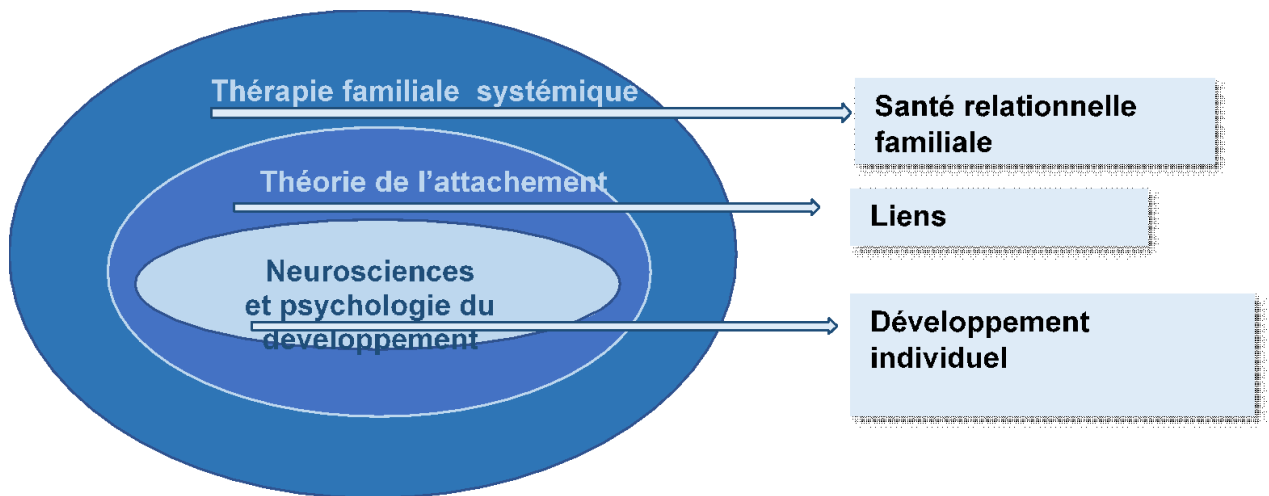 Thérapie familiale systémique
Santé relationnelle
familiale
Théorie de l'attachement
Liens
Neurosciences
et psychologie du
développement
Développement
individuel